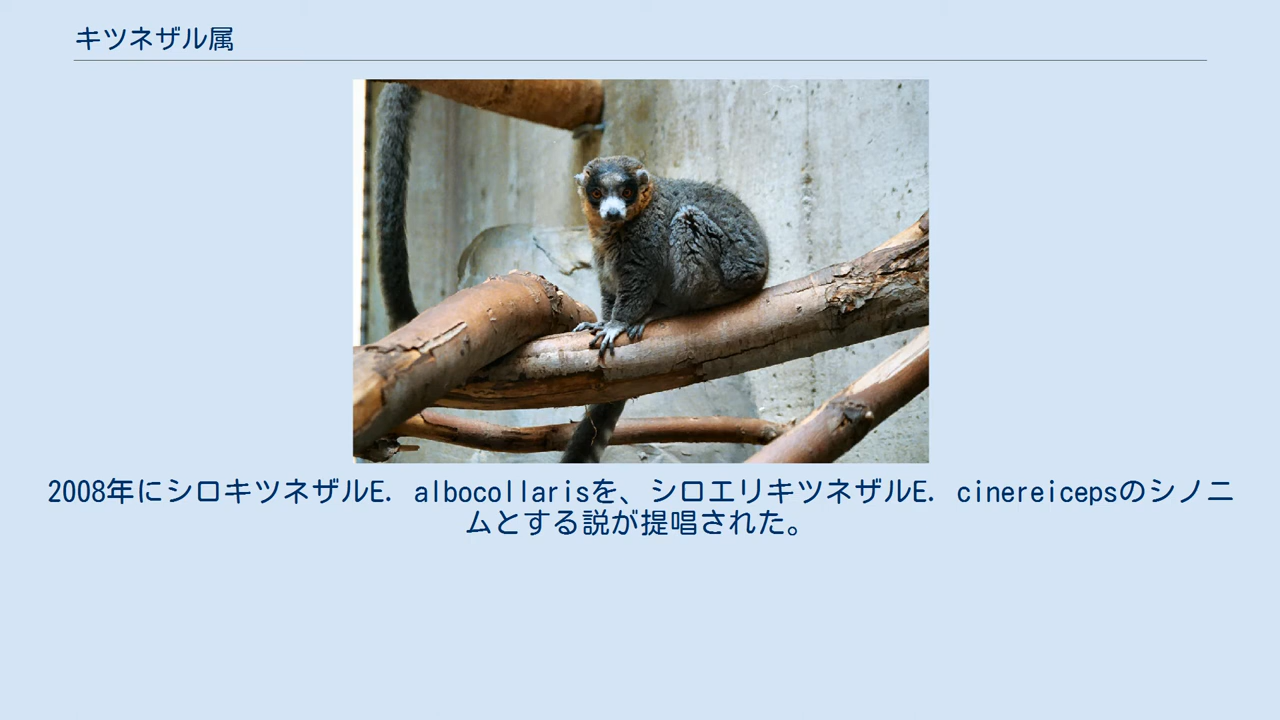 キツネザル属
2008年にシロキツネザルE. albocollarisを、シロエリキツネザルE. cinereicepsのシノニ
ムとする説が提唱された。